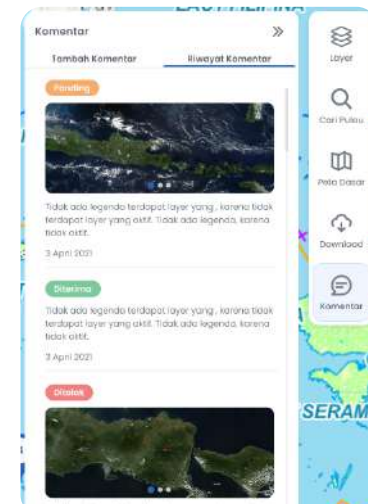 LAUT FILIPINA
Komentar
Tambah Komentar
Riwayat Komentar
Pending
Tidak ada legenda terdapat layer yang , karena tidak
terdapat layer yang aktif. Tidak ada legenda, karena
tidak aktif.
3 April 2021
Diterima
Tidak ada legenda terdapat layer yang , karena tidak
terdapat layer yang aktif. Tidak ada legenda, karena
tidak aktif.
3 April 2021
Ditolak
Layer
Cari Pulau
Peta Dasar
Download
Komentar
SERAM